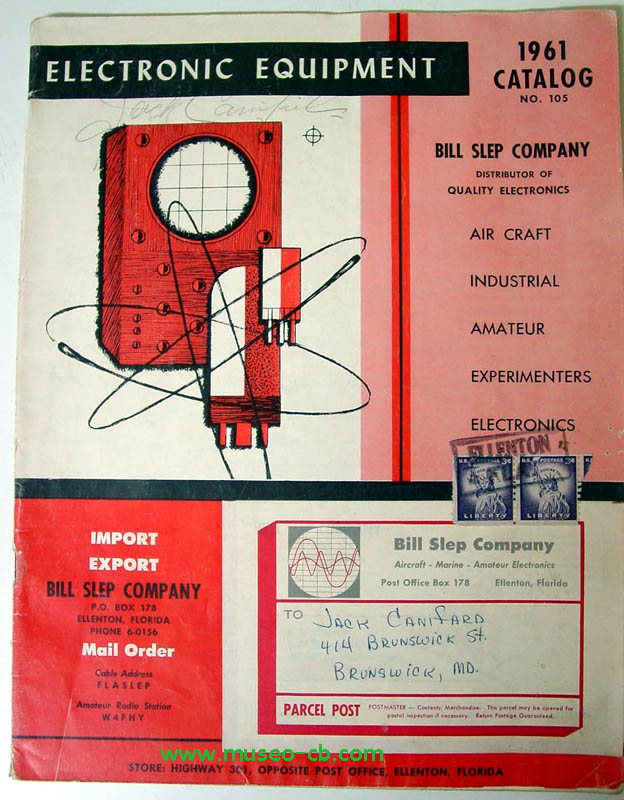 ELECTRONIC EQUIPMENT
1961
CATALOG
NO. 105
Jack Caniford
BILL SLEP COMPANY
DISTRIBUTOR OF
QUALITY ELECTRONICS
AIR CRAFT
INDUSTRIAL
AMATEUR
EXPERIMENTERS
ELECTRONICS
ELLENTON
U.S. POSTAGE 3¢
LIBERTY
U.S. POSTAGE 3¢
LIBERTY
IMPORT
EXPORT
BILL SLEP COMPANY
P.O. BOX 178
ELLENTON, FLORIDA
PHONE 6-0156
Mail Order
Cable Address
FLASLEP
Amateur Radio Station
W4FHY
Bill Slep Company
Aircraft - Marine - Amateur Electronics
Post Office Box 178 Ellenton, Florida
TO JACK CANIFARD
414 BRUNSWICK ST.
BRUNSWICK, MD.
PARCEL POST POSTMASTER — Contents: Merchandise. This parcel may be opened for
postal inspection if necessary. Return Postage Guaranteed.
www.museo-cb.com
STORE: HIGHWAY 301, OPPOSITE POST OFFICE, ELLENTON, FLORIDA